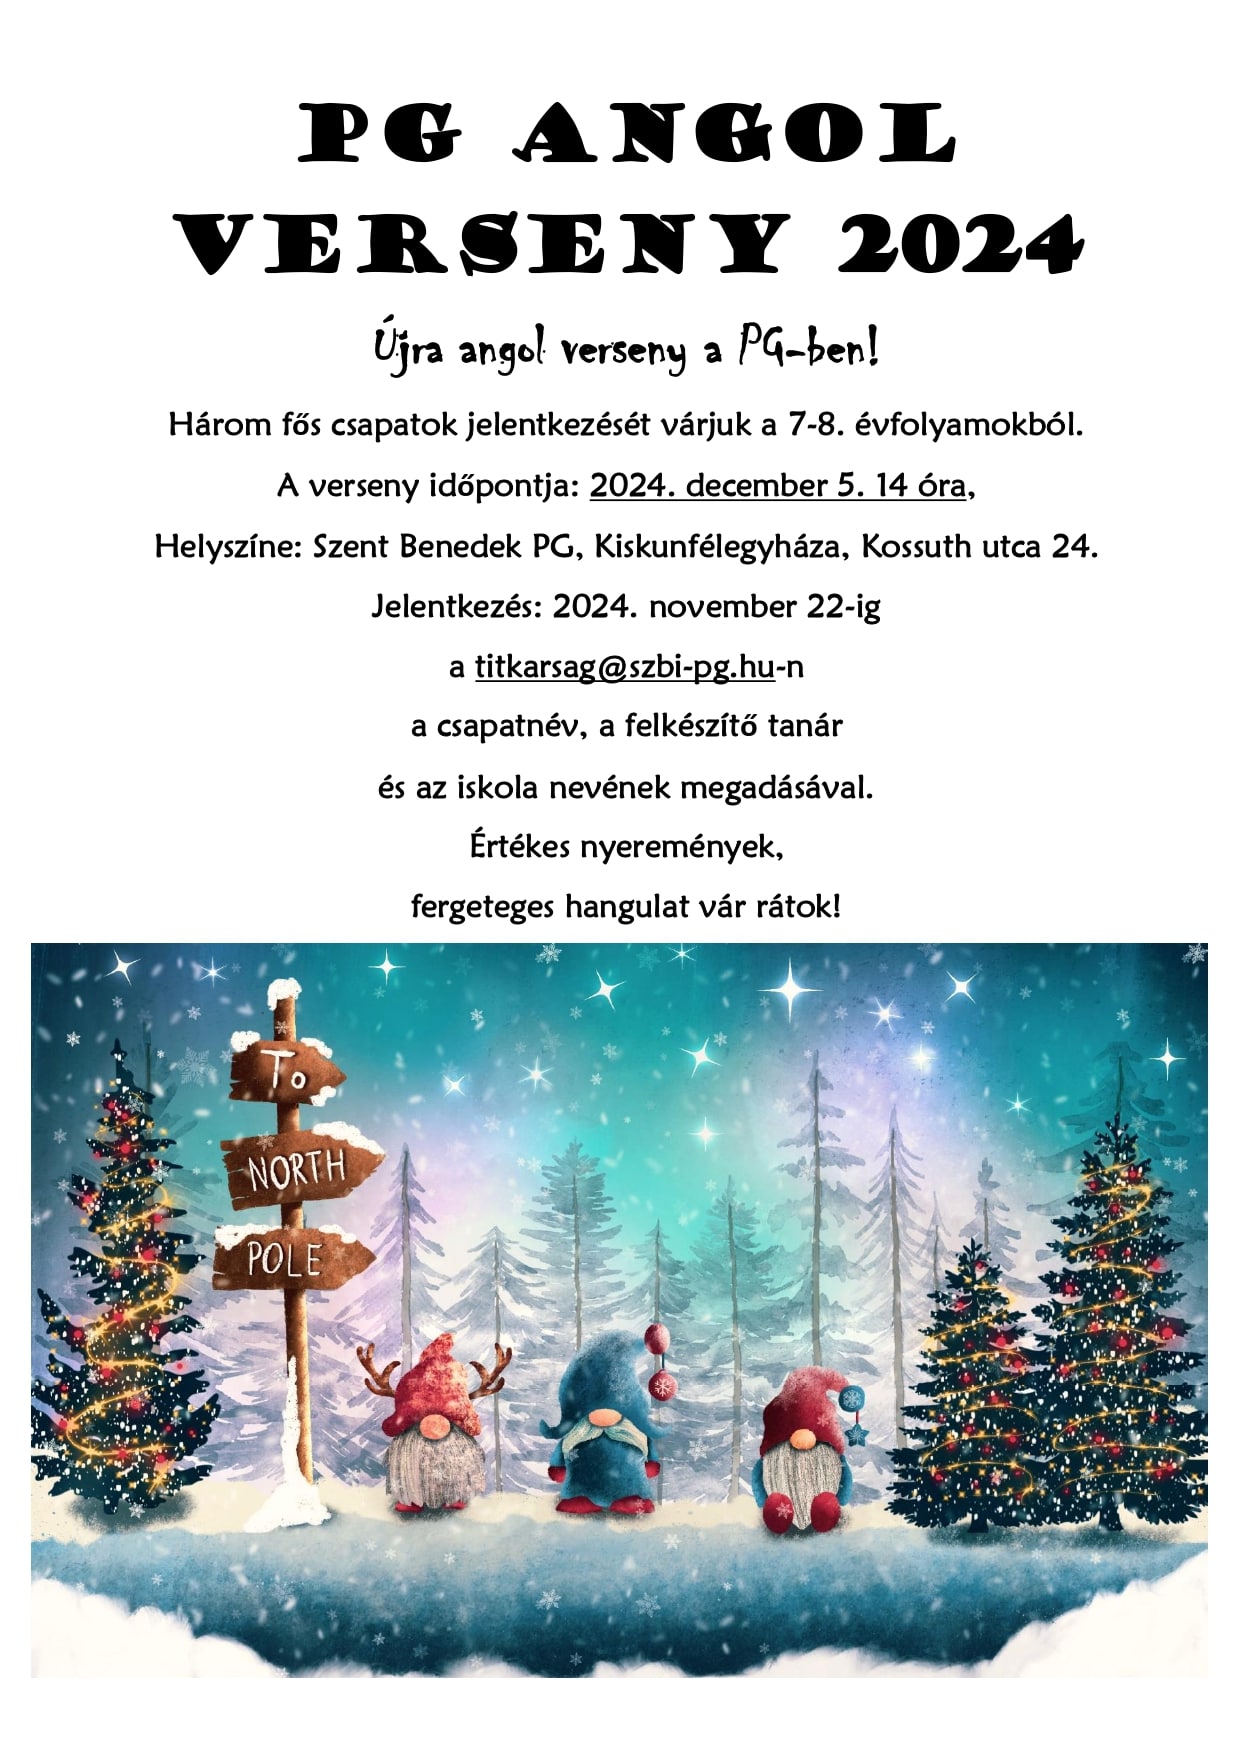 PG ANGOL
VERSENY 2024
Újra angol verseny a PG-ben!
Három fős csapatok jelentkezését várjuk a 7-8. évfolyamokból.
A verseny időpontja: 2024. december 5. 14 óra,
Helyszíne: Szent Benedek PG, Kiskunfélegyháza, Kossuth utca 24.
Jelentkezés: 2024. november 22-ig
a titkarsag@szbi-pg.hu-n
a csapatnév, a felkészítő tanár
és az iskola nevének megadásával.
Értékes nyeremények,
fergeteges hangulat vár rátok!
To
NORTH
POLE